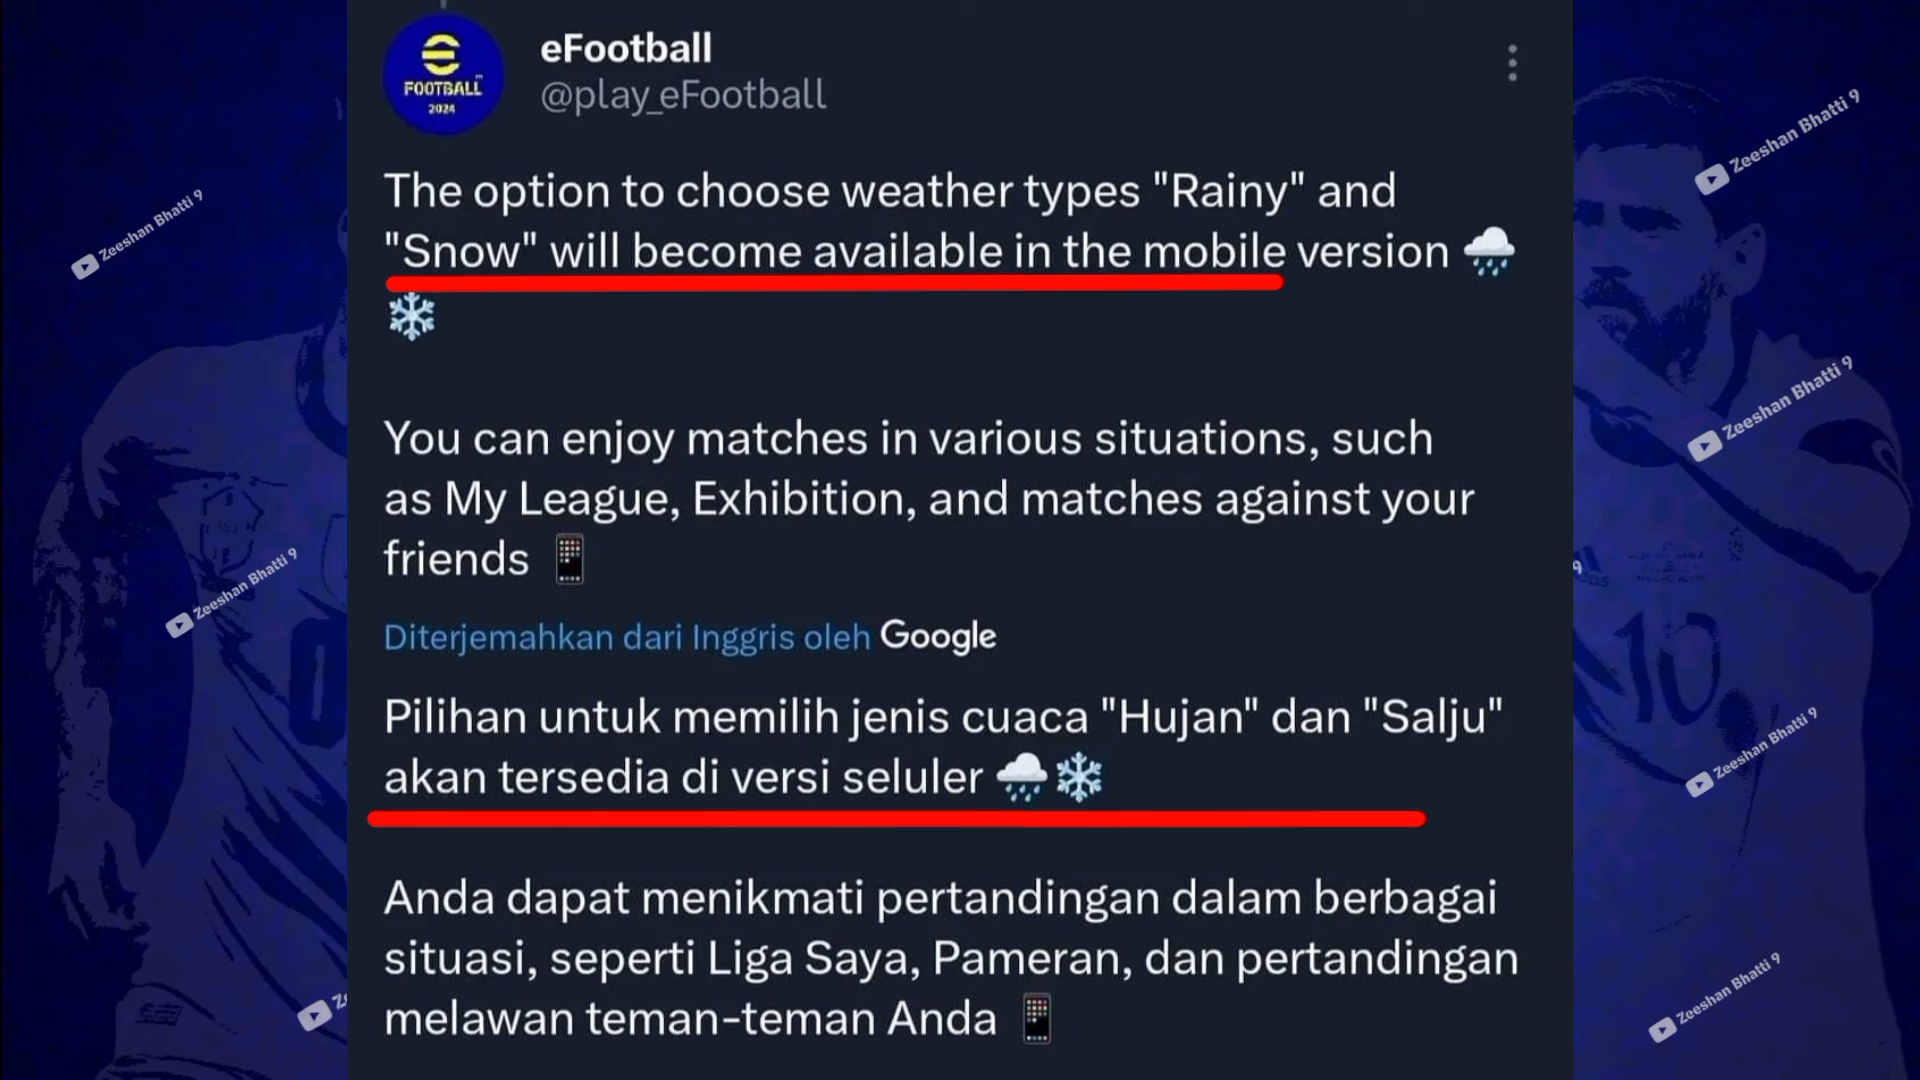 eFootball
@play_eFootball
FOOTBALL
2024
The option to choose weather types "Rainy" and
"Snow" will become available in the mobile version 🌧️
❄️
You can enjoy matches in various situations, such
as My League, Exhibition, and matches against your
friends 📱
Diterjemahkan dari Inggris oleh Google
Pilihan untuk memilih jenis cuaca "Hujan" dan "Salju"
akan tersedia di versi seluler 🌧️❄️
Anda dapat menikmati pertandingan dalam berbagai
situasi, seperti Liga Saya, Pameran, dan pertandingan
melawan teman-teman Anda 📱
Zeeshan Bhatti 9
Zeeshan Bhatti 9
Zeeshan Bhatti 9
Zeeshan Bhatti 9
Zeeshan Bhatti 9
Zeeshan Bhatti 9
10